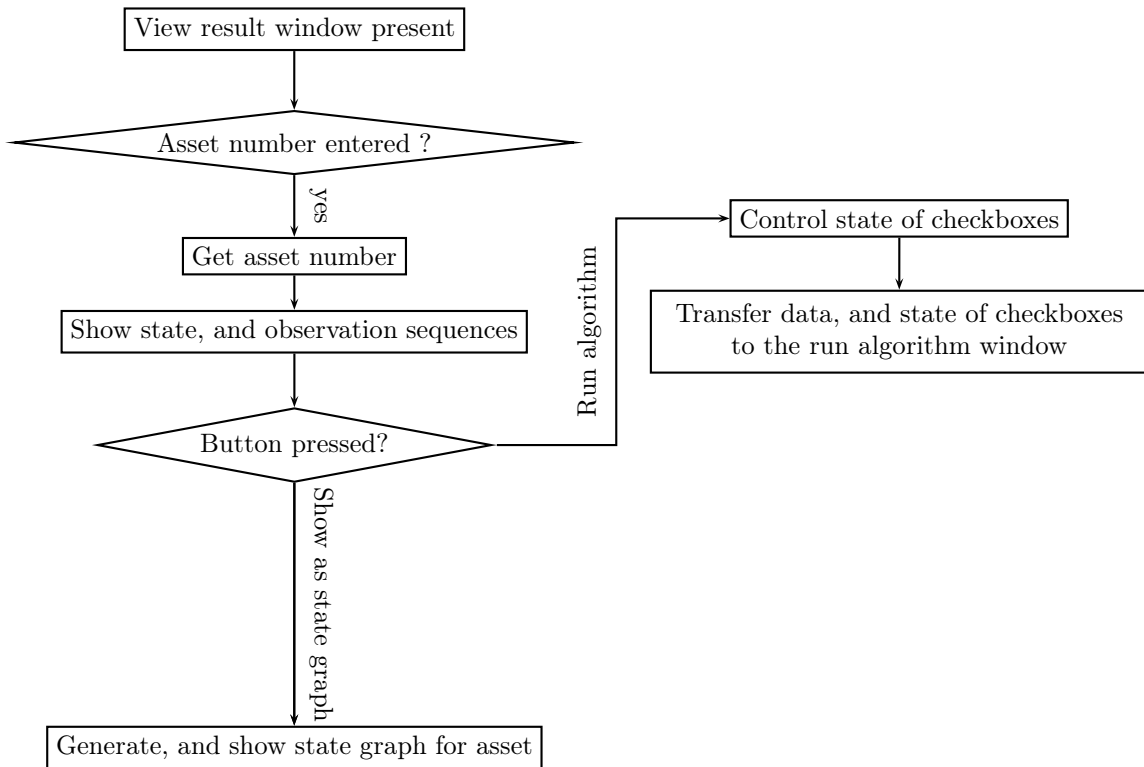 View result window present
Asset number entered ?
yes
Get asset number
Show state, and observation sequences
Button pressed?
Run algorithm
Control state of checkboxes
Transfer data, and state of checkboxes
to the run algorithm window
Show as state graph
Generate, and show state graph for asset